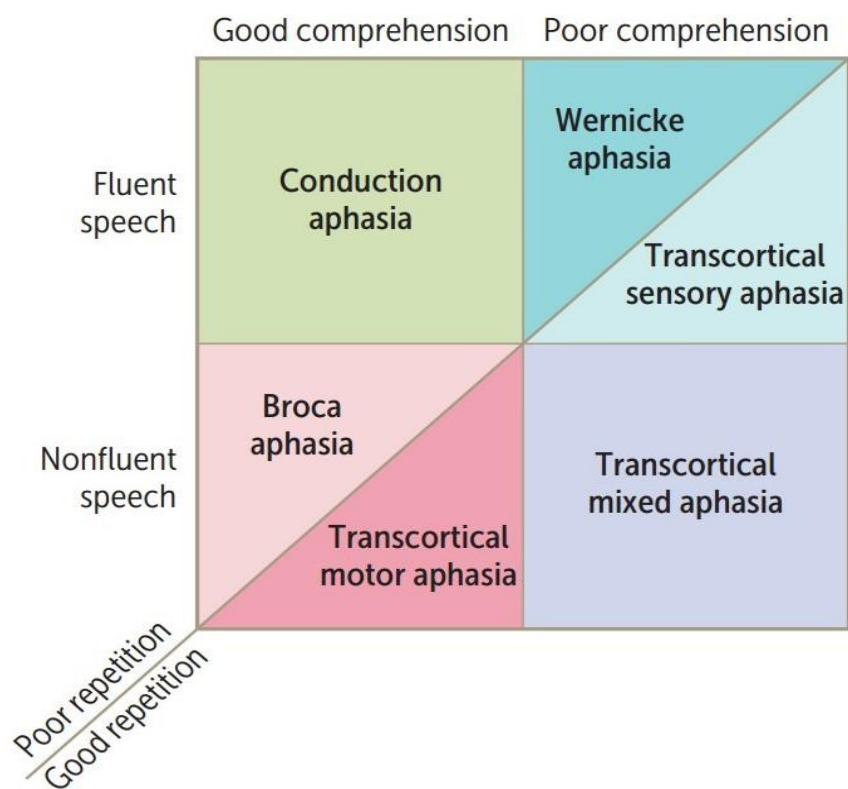 Good comprehension
Poor comprehension
Fluent
speech
Conduction
aphasia
Wernicke
aphasia
Transcortical
sensory aphasia
Nonfluent
speech
Broca
aphasia
Transcortical
motor aphasia
Transcortical
mixed aphasia
Poor repetition
Good repetition